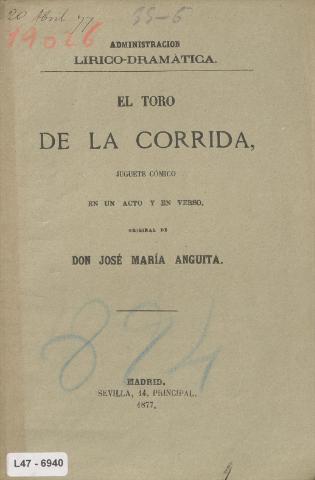 20 Abril 77
55-6
19026
ADMINISTRACION
LIRICO-DRAMÁTICA.
EL TORO
DE LA CORRIDA,
JUGUETE CÓMICO
EN UN ACTO Y EN VERSO,
ORIGINAL DE
DON JOSÉ MARÍA ANGUITA.
874
MADRID.
SEVILLA, 14, PRINCIPAL.
1877.
L47 - 6940